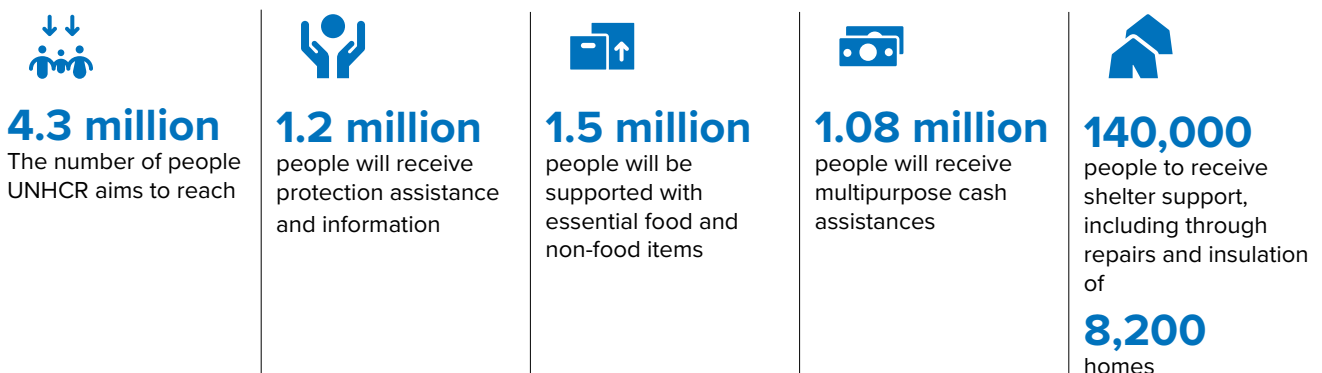 4.3 million
The number of people
UNHCR aims to reach
1.2 million
people will receive
protection assistance
and information
1.5 million
people will be
supported with
essential food and
non-food items
1.08 million
people will receive
multipurpose cash
assistances
140,000
people to receive
shelter support,
including through
repairs and insulation
of
8,200
homes